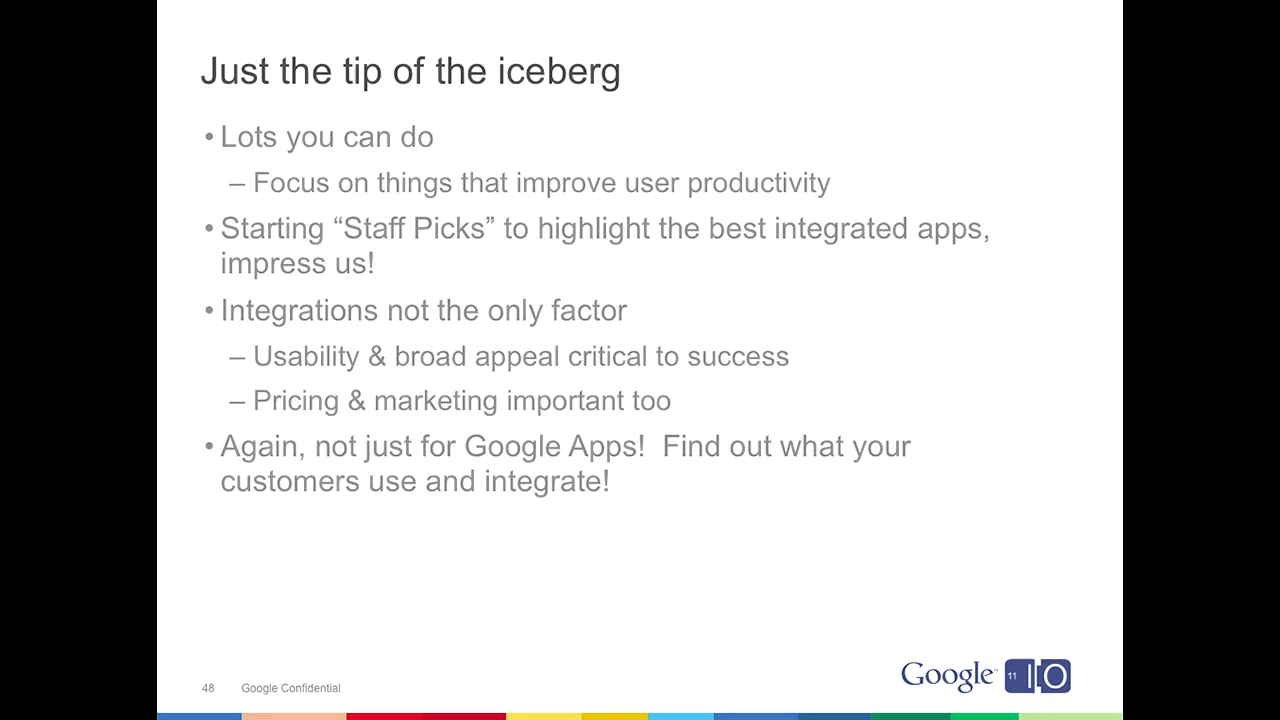 Just the tip of the iceberg
• Lots you can do
– Focus on things that improve user productivity
• Starting “Staff Picks” to highlight the best integrated apps,
impress us!
• Integrations not the only factor
– Usability & broad appeal critical to success
– Pricing & marketing important too
• Again, not just for Google Apps!  Find out what your
customers use and integrate!
48 Google Confidential
Google™ 11 IO